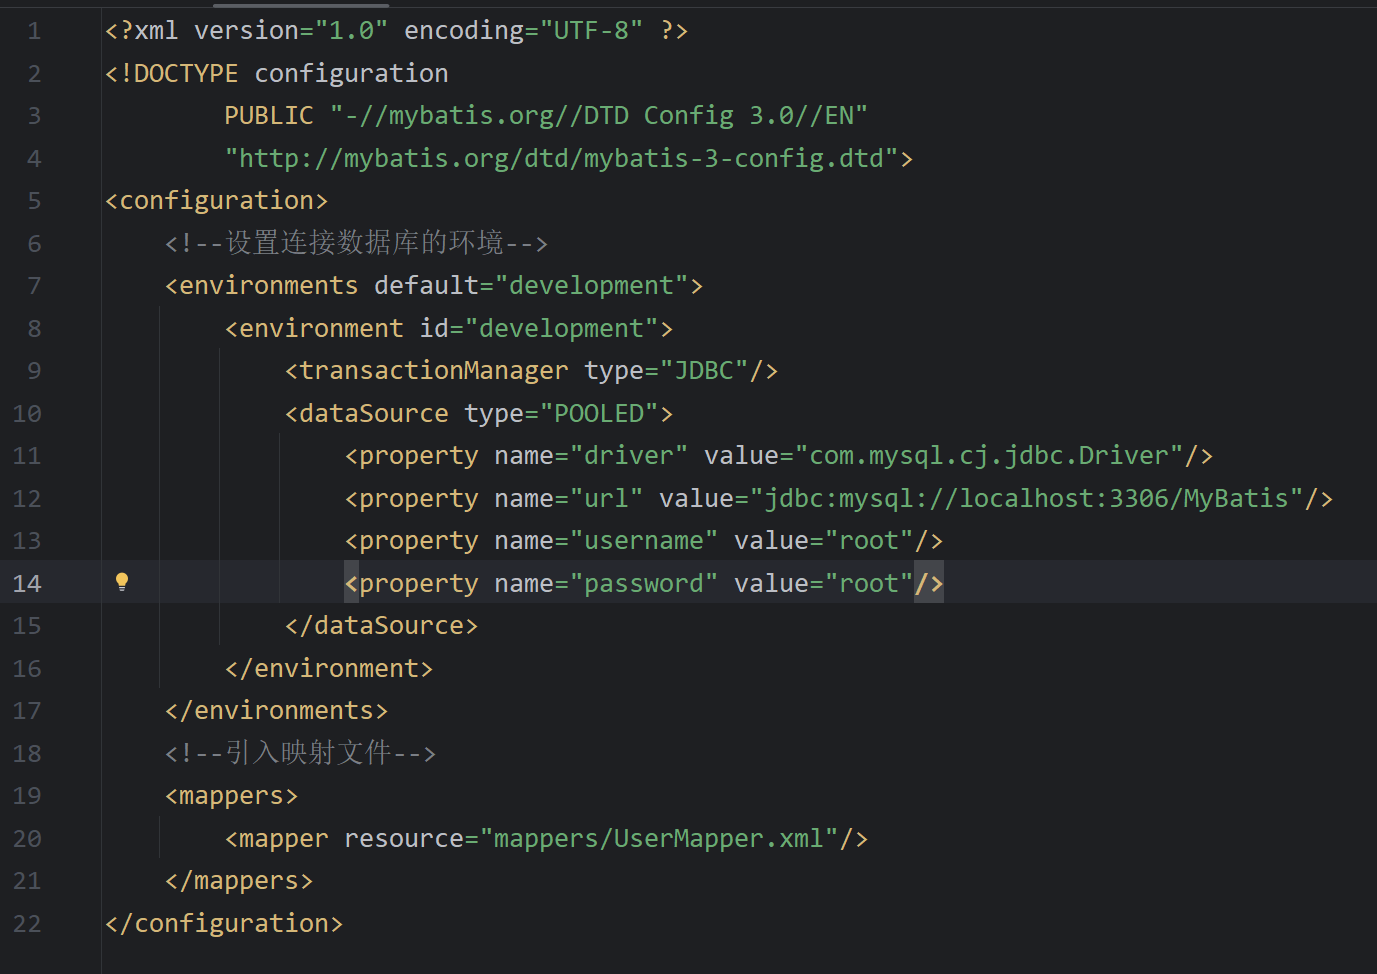 1 <?xml version="1.0" encoding="UTF-8" ?>
2 <!DOCTYPE configuration
3         PUBLIC "-//mybatis.org//DTD Config 3.0//EN"
4         "http://mybatis.org/dtd/mybatis-3-config.dtd">
5 <configuration>
6     <!--设置连接数据库的环境-->
7     <environments default="development">
8         <environment id="development">
9             <transactionManager type="JDBC"/>
10             <dataSource type="POOLED">
11                 <property name="driver" value="com.mysql.cj.jdbc.Driver"/>
12                 <property name="url" value="jdbc:mysql://localhost:3306/MyBatis"/>
13                 <property name="username" value="root"/>
14                 <property name="password" value="root"/>
15             </dataSource>
16         </environment>
17     </environments>
18     <!--引入映射文件-->
19     <mappers>
20         <mapper resource="mappers/UserMapper.xml"/>
21     </mappers>
22 </configuration>